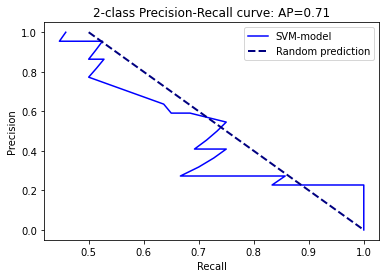 2-class Precision-Recall curve: AP=0.71
SVM-model
Random prediction
Precision
1.0
0.8
0.6
0.4
0.2
0.0
0.5 0.6 0.7 0.8 0.9 1.0
Recall